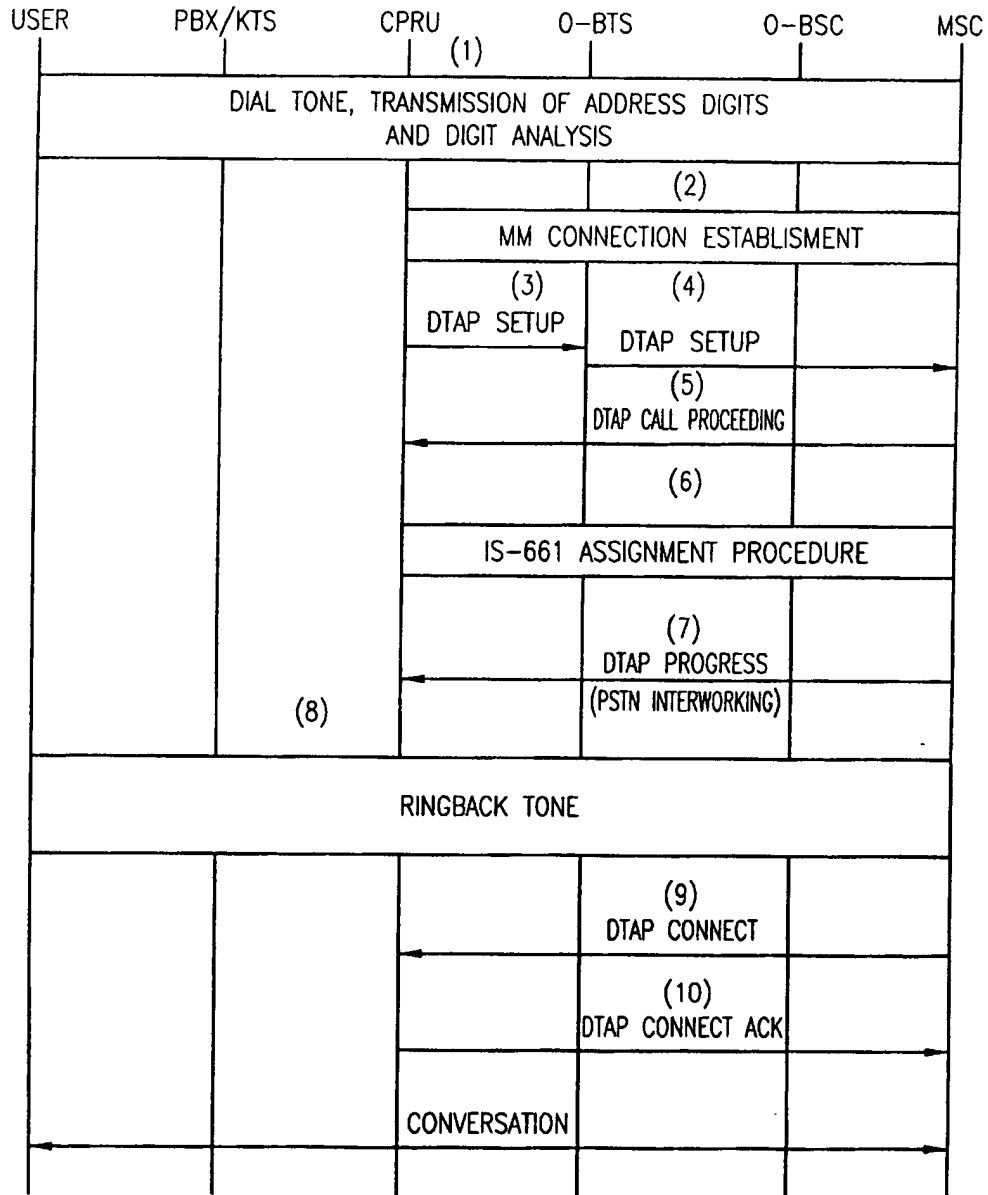 USER PBX/KTS CPRU O-BTS O-BSC MSC
(1)
DIAL TONE, TRANSMISSION OF ADDRESS DIGITS
AND DIGIT ANALYSIS
(2)
MM CONNECTION ESTABLISMENT
(3) (4)
DTAP SETUP
DTAP SETUP
(5)
DTAP CALL PROCEEDING
(6)
IS-661 ASSIGNMENT PROCEDURE
(7)
DTAP PROGRESS
(PSTN INTERWORKING)
(8)
RINGBACK TONE
(9)
DTAP CONNECT
(10)
DTAP CONNECT ACK
CONVERSATION